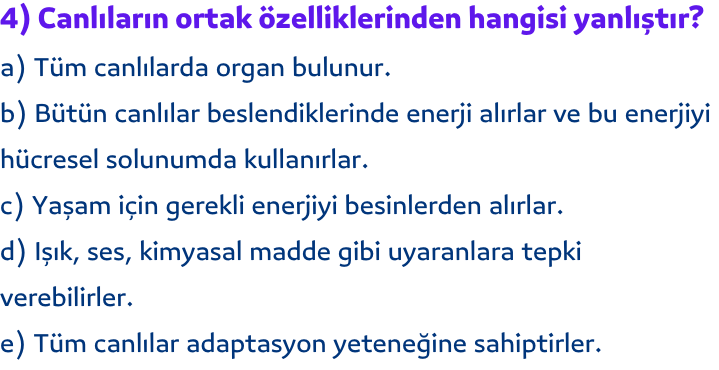 4) Canlıların ortak özelliklerinden hangisi yanlıştır?
a) Tüm canlılarda organ bulunur.
b) Bütün canlılar beslendiklerinde enerji alırlar ve bu enerjiyi
hücresel solunumda kullanırlar.
c) Yaşam için gerekli enerjiyi besinlerden alırlar.
d) Işık, ses, kimyasal madde gibi uyaranlara tepki
verebilirler.
e) Tüm canlılar adaptasyon yeteneğine sahiptirler.